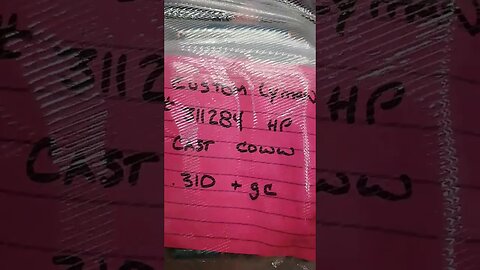 Custom Lyman
# 311284 HP
CAST COWW
.310 + gc